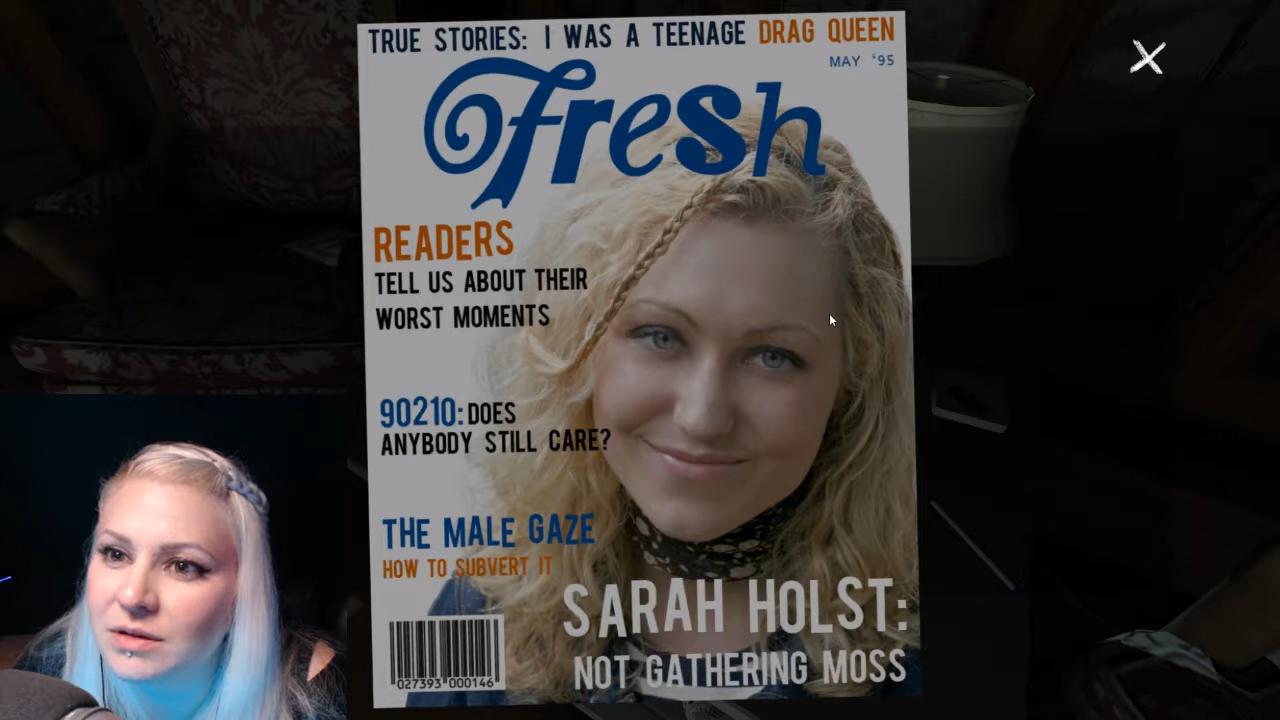 TRUE STORIES: I WAS A TEENAGE DRAG QUEEN
MAY '95
Fresh
READERS
TELL US ABOUT THEIR
WORST MOMENTS
90210: DOES
ANYBODY STILL CARE?
THE MALE GAZE
HOW TO SUBVERT IT
SARAH HOLST:
NOT GATHERING MOSS
027393 000146